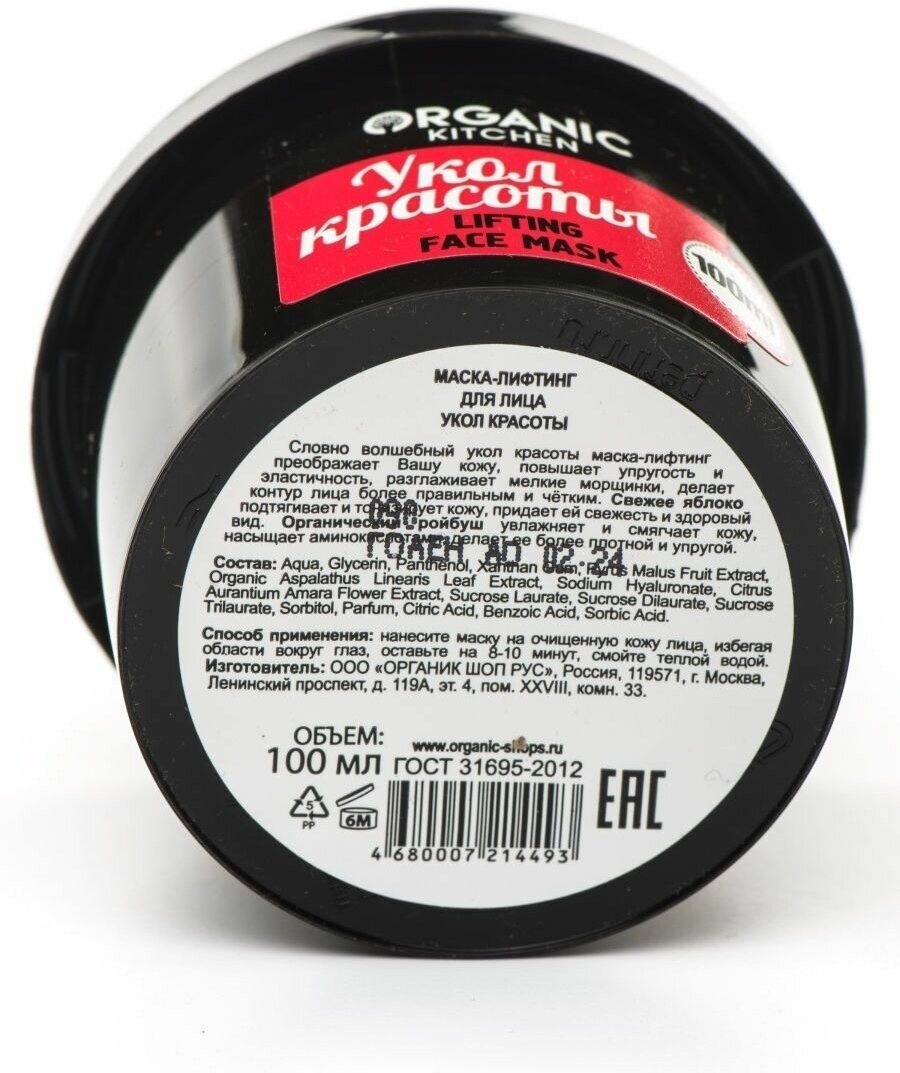 ORGANIC
KITCHEN
Укол
красоты
LIFTING
FACE MASK
100ml
perm.ru
МАСКА-ЛИФТИНГ
ДЛЯ ЛИЦА
УКОЛ КРАСОТЫ
Словно волшебный укол красоты маска-лифтинг
преображает Вашу кожу, повышает упругость и
эластичность, разглаживает мелкие морщинки, делает
контур лица более правильным и чётким. Свежее яблоко
подтягивает и тонизирует кожу, придает ей свежесть и здоровый
вид. Органический ройбуш увлажняет и смягчает кожу,
насыщает аминокислотами, делает ее более плотной и упругой.
090
ГОДЕН ДО 02.24
Состав: Aqua, Glycerin, Panthenol, Xanthan Gum, Pyrus Malus Fruit Extract,
Organic Aspalathus Linearis Leaf Extract, Sodium Hyaluronate, Citrus
Aurantium Amara Flower Extract, Sucrose Laurate, Sucrose Dilaurate, Sucrose
Trilaurate, Sorbitol, Parfum, Citric Acid, Benzoic Acid, Sorbic Acid.
Способ применения: нанесите маску на очищенную кожу лица, избегая
области вокруг глаз, оставьте на 8-10 минут, смойте теплой водой.
Изготовитель: ООО «ОРГАНИК ШОП РУС», Россия, 119571, г. Москва,
Ленинский проспект, д. 119А, эт. 4, пом. XXVIII, комн. 33.
ОБЪЕМ:
100 МЛ
www.organic-shops.ru
ГОСТ 31695-2012
5
PP
6M
EAC
4 680007 214493